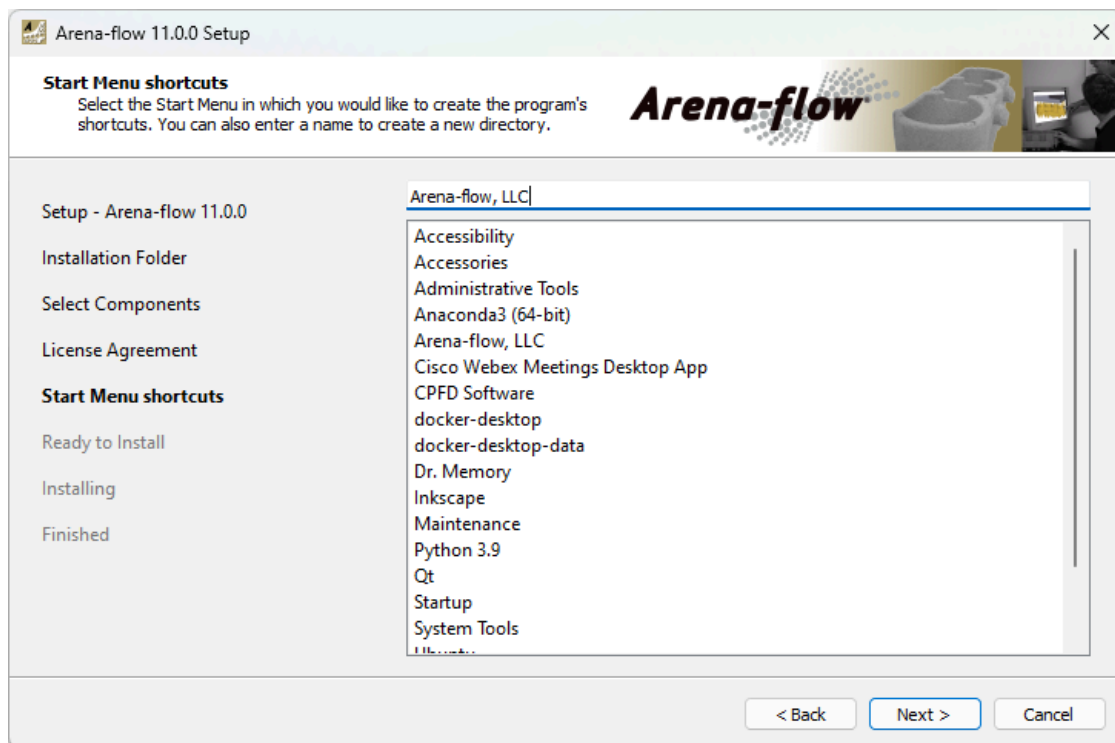 Arena-flow 11.0.0 Setup
Start Menu shortcuts
Select the Start Menu in which you would like to create the program's
shortcuts. You can also enter a name to create a new directory.
Arena-flow
Setup - Arena-flow 11.0.0
Installation Folder
Select Components
License Agreement
Start Menu shortcuts
Ready to Install
Installing
Finished
Arena-flow, LLC
Accessibility
Accessories
Administrative Tools
Anaconda3 (64-bit)
Arena-flow, LLC
Cisco Webex Meetings Desktop App
CPFD Software
docker-desktop
docker-desktop-data
Dr. Memory
Inkscape
Maintenance
Python 3.9
Qt
Startup
System Tools
Ubuntu
< Back
Next >
Cancel